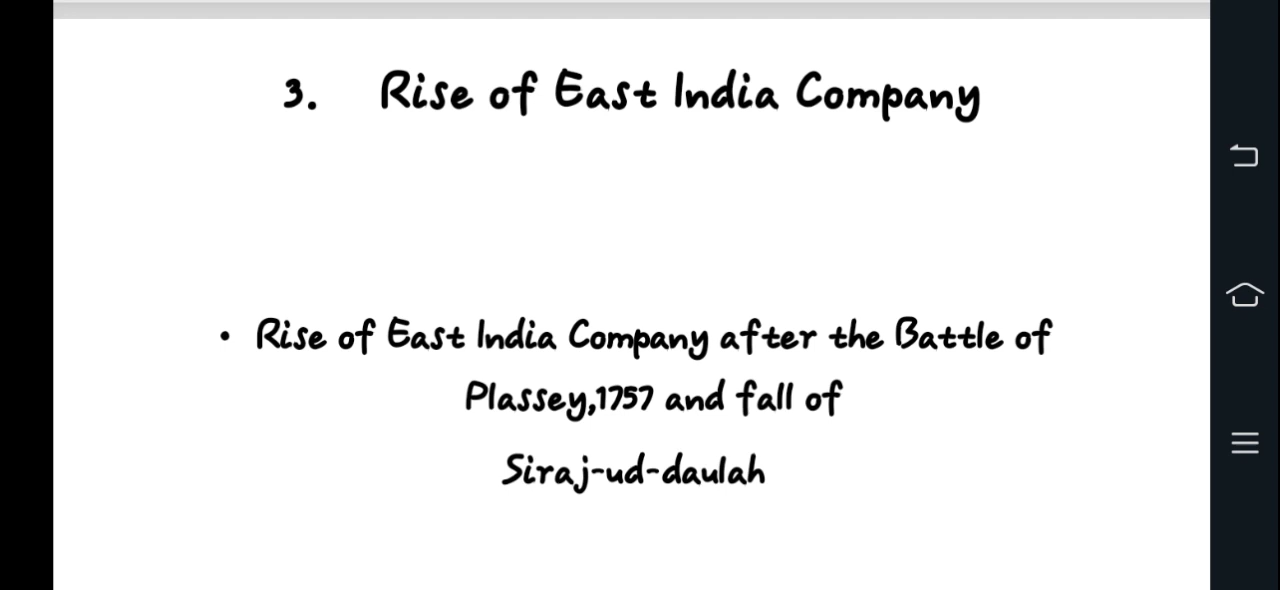 3. Rise of East India Company
• Rise of East India Company after the Battle of
Plassey,1757 and fall of
Siraj-ud-daulah